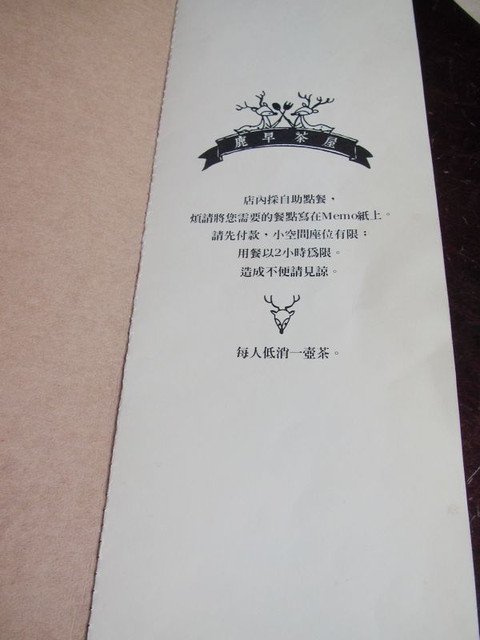 鹿早茶屋
店內採自助點餐、
煩請將您需要的餐點寫在Memo紙上。
請先付款、小空間座位有限；
用餐以2小時為限。
造成不便請見諒。
每人低消一壺茶。